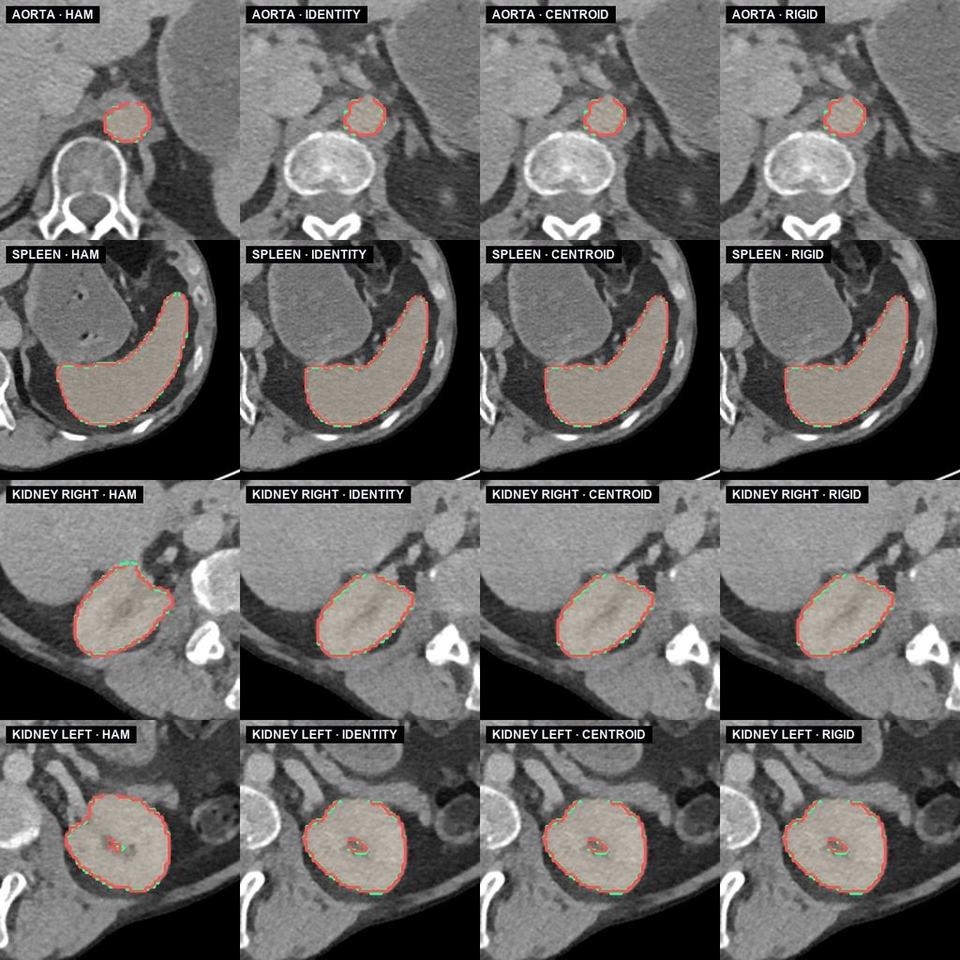 AORTA · HAM
AORTA · IDENTITY
AORTA · CENTROID
AORTA · RIGID
SPLEEN · HAM
SPLEEN · IDENTITY
SPLEEN · CENTROID
SPLEEN · RIGID
KIDNEY RIGHT · HAM
KIDNEY RIGHT · IDENTITY
KIDNEY RIGHT · CENTROID
KIDNEY RIGHT · RIGID
KIDNEY LEFT · HAM
KIDNEY LEFT · IDENTITY
KIDNEY LEFT · CENTROID
KIDNEY LEFT · RIGID